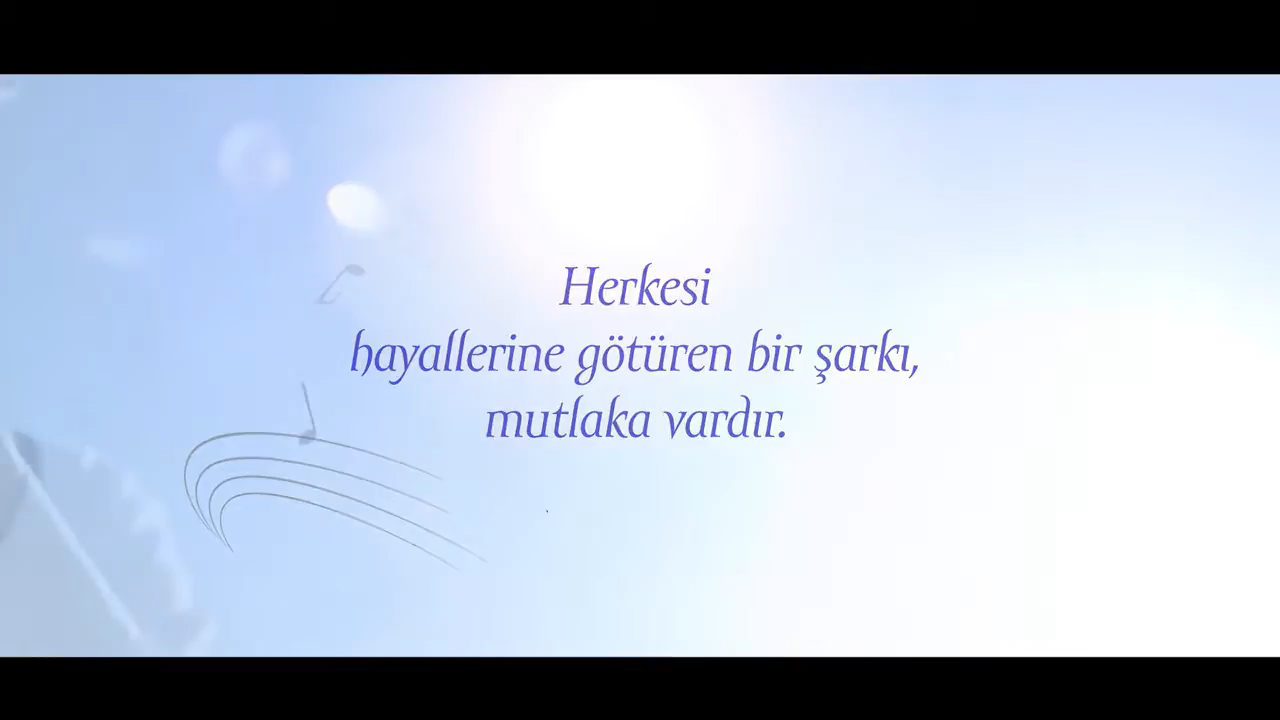 Herkesi
hayallerine götüren bir şarkı,
mutlaka vardır.